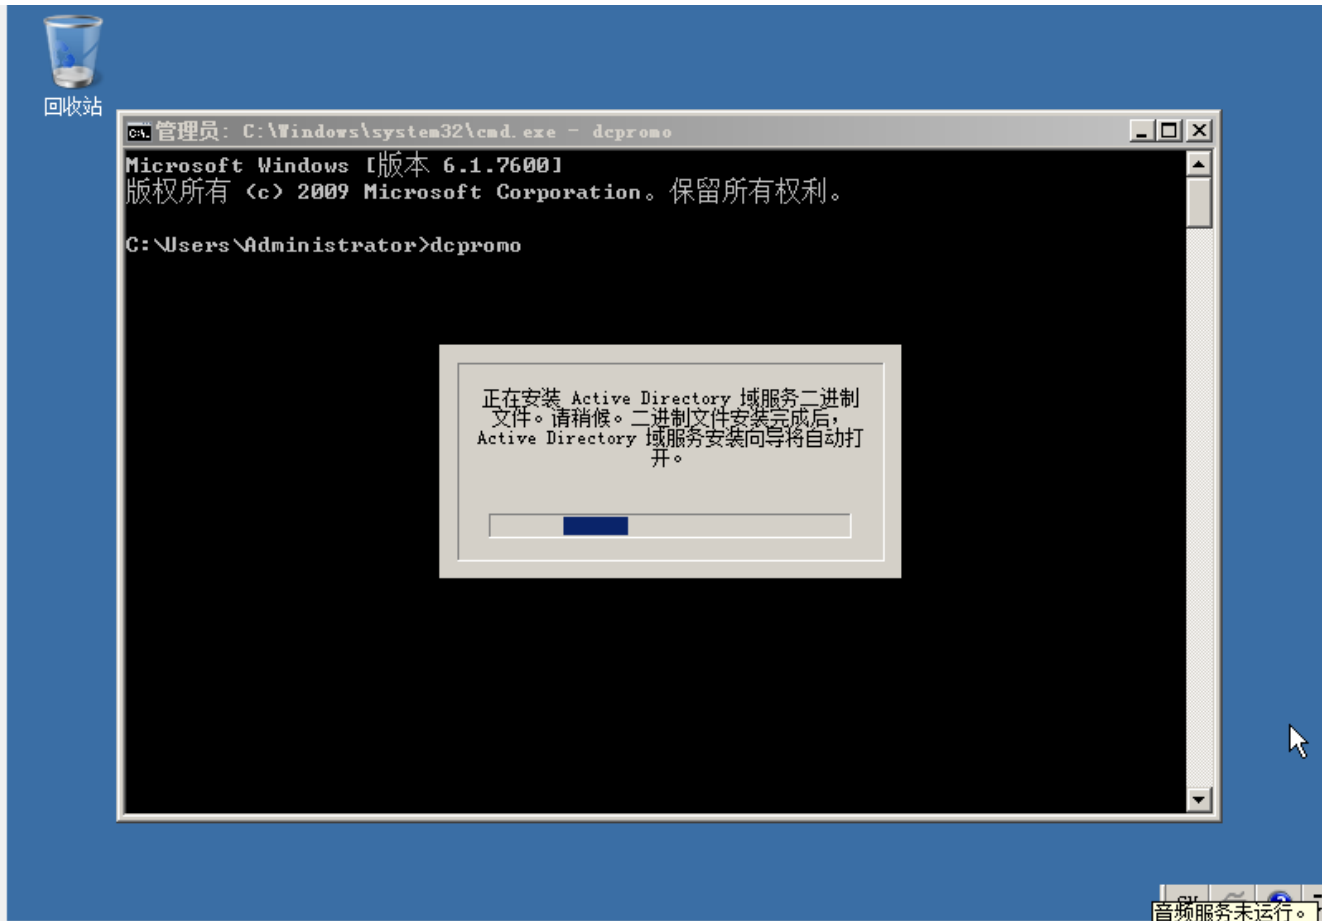 回收站
管理员: C:\Windows\system32\cmd.exe - dcpromo
Microsoft Windows [版本 6.1.7600]
版权所有 (c) 2009 Microsoft Corporation。保留所有权利。
C:\Users\Administrator>dcpromo
正在安装 Active Directory 域服务二进制
文件。请稍候。二进制文件安装完成后，
Active Directory 域服务安装向导将自动打
开。
音频服务未运行。